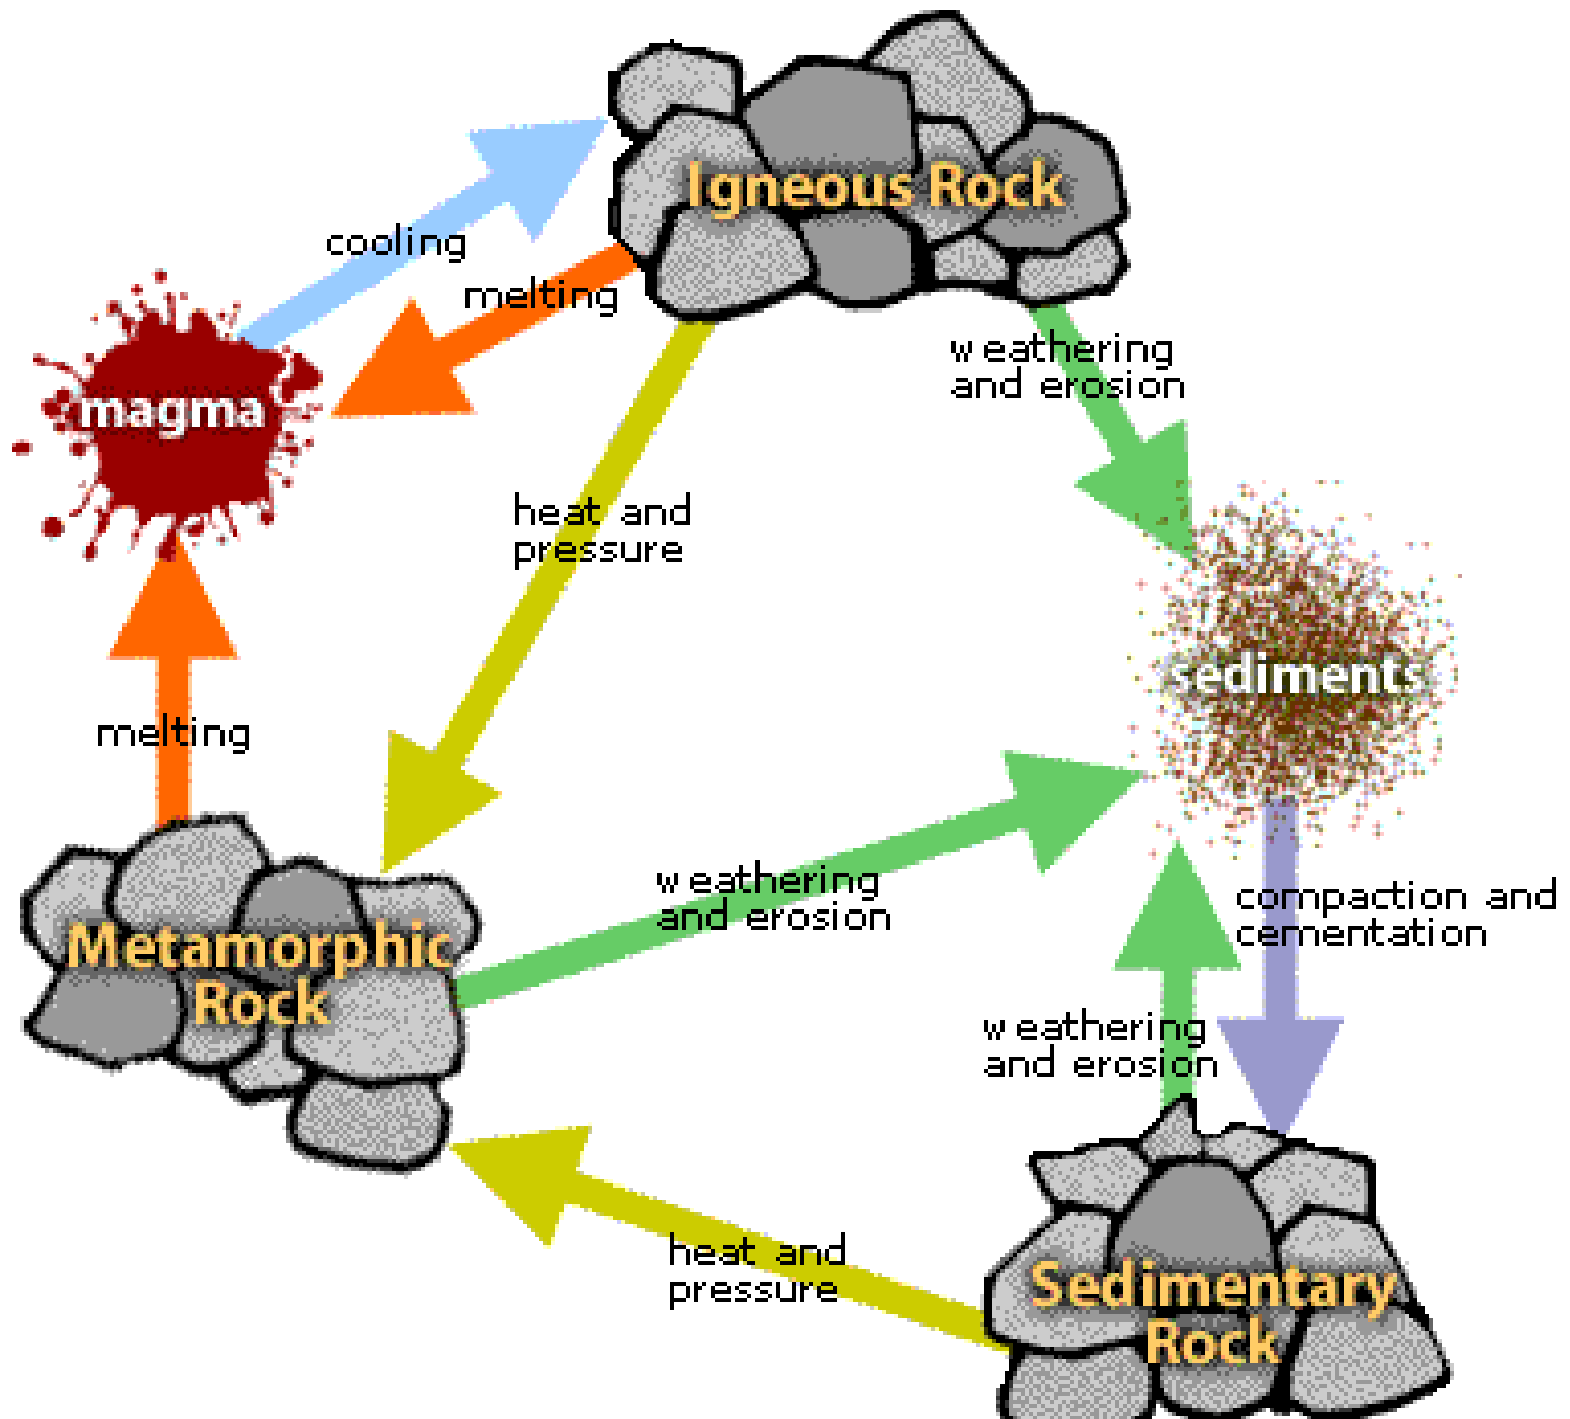 Igneous Rock
cooling
melting
weathering
and erosion
magma
heat and
pressure
sediments
melting
weathering
and erosion
compaction and
cementation
Metamorphic
Rock
weathering
and erosion
heat and
pressure
Sedimentary
Rock